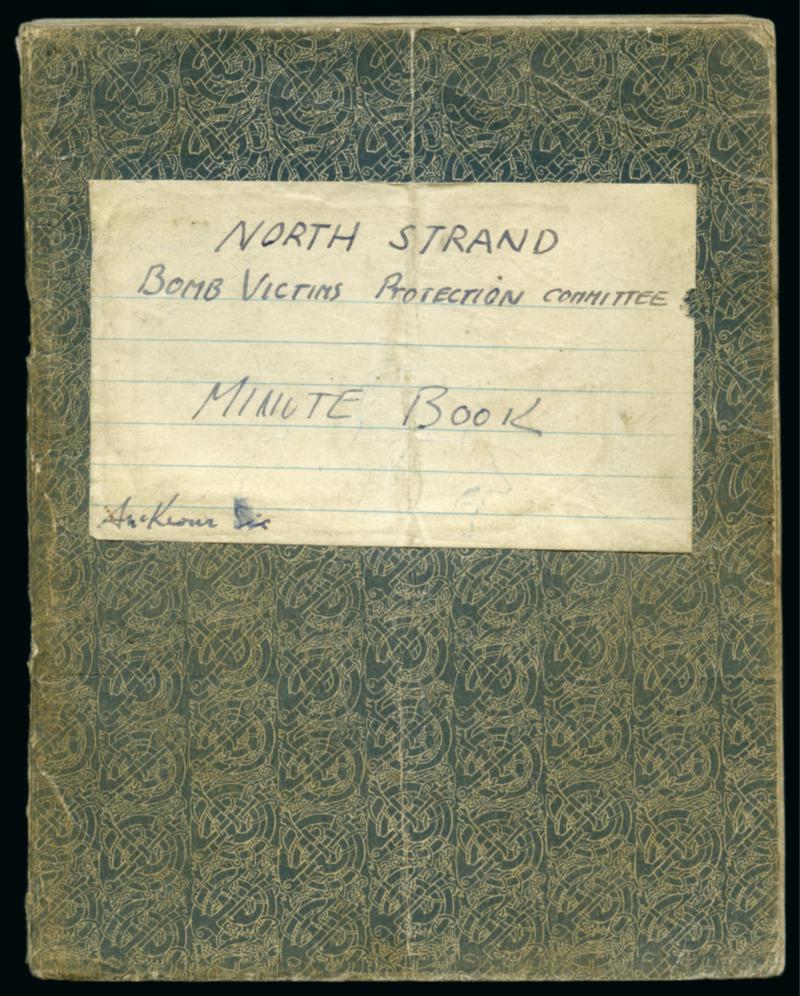 NORTH STRAND
BOMB VICTIMS PROTECTION COMMITTEE
MINUTE BOOK